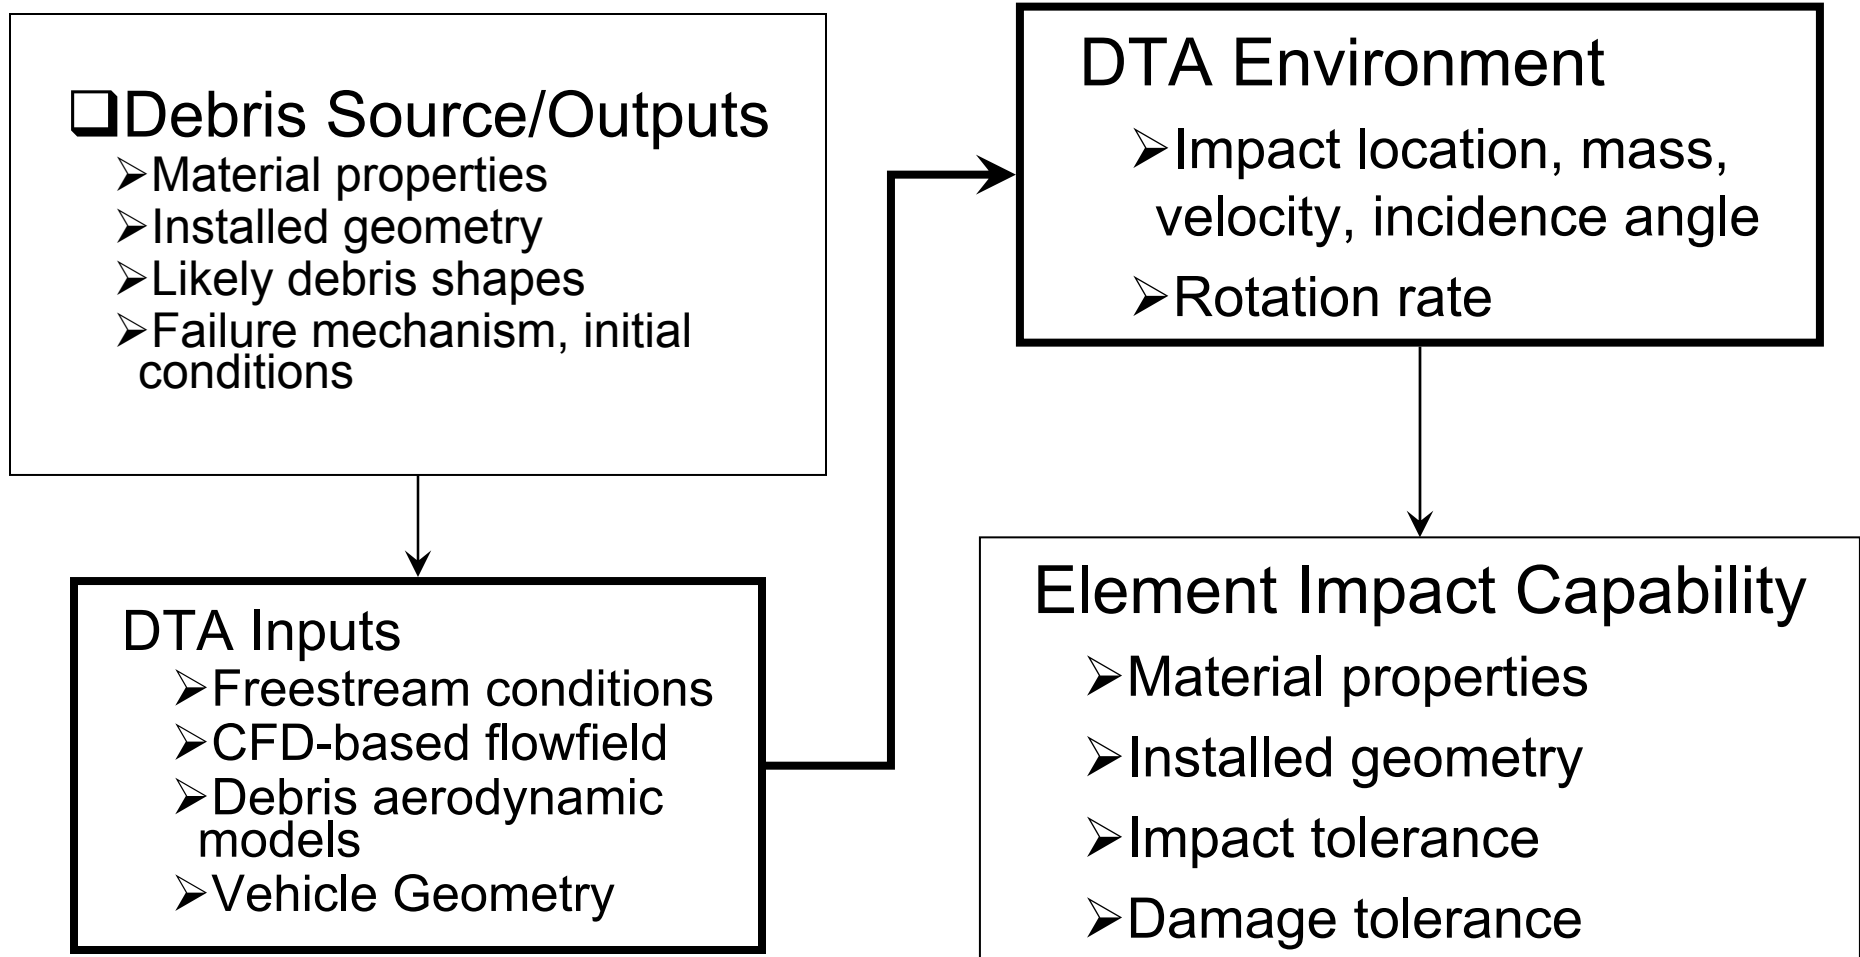 ❑Debris Source/Outputs
➢Material properties
➢Installed geometry
➢Likely debris shapes
➢Failure mechanism, initial
conditions
DTA Inputs
➢Freestream conditions
➢CFD-based flowfield
➢Debris aerodynamic
models
➢Vehicle Geometry
DTA Environment
➢Impact location, mass,
velocity, incidence angle
➢Rotation rate
Element Impact Capability
➢Material properties
➢Installed geometry
➢Impact tolerance
➢Damage tolerance